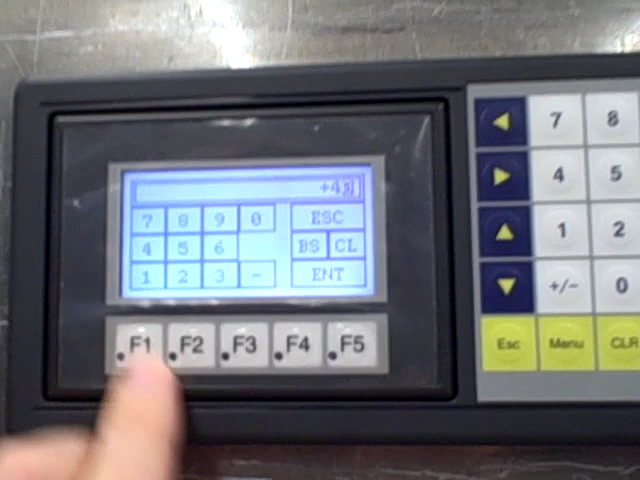 7 8 9 0 ESC
4 5 6 BS CL
1 2 3 - ENT
F1 F2 F3 F4 F5
7 8
4 5
1 2
+/- 0
Esc Menu CLR